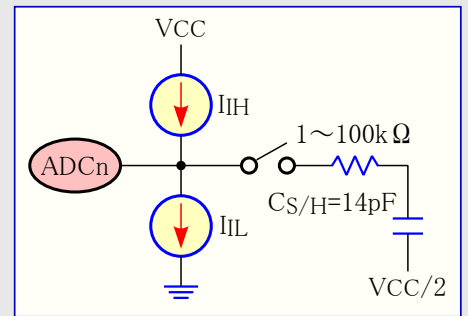 VCC
IIH
1～100kΩ
ADCn
CS/H=14pF
IIL
VCC/2